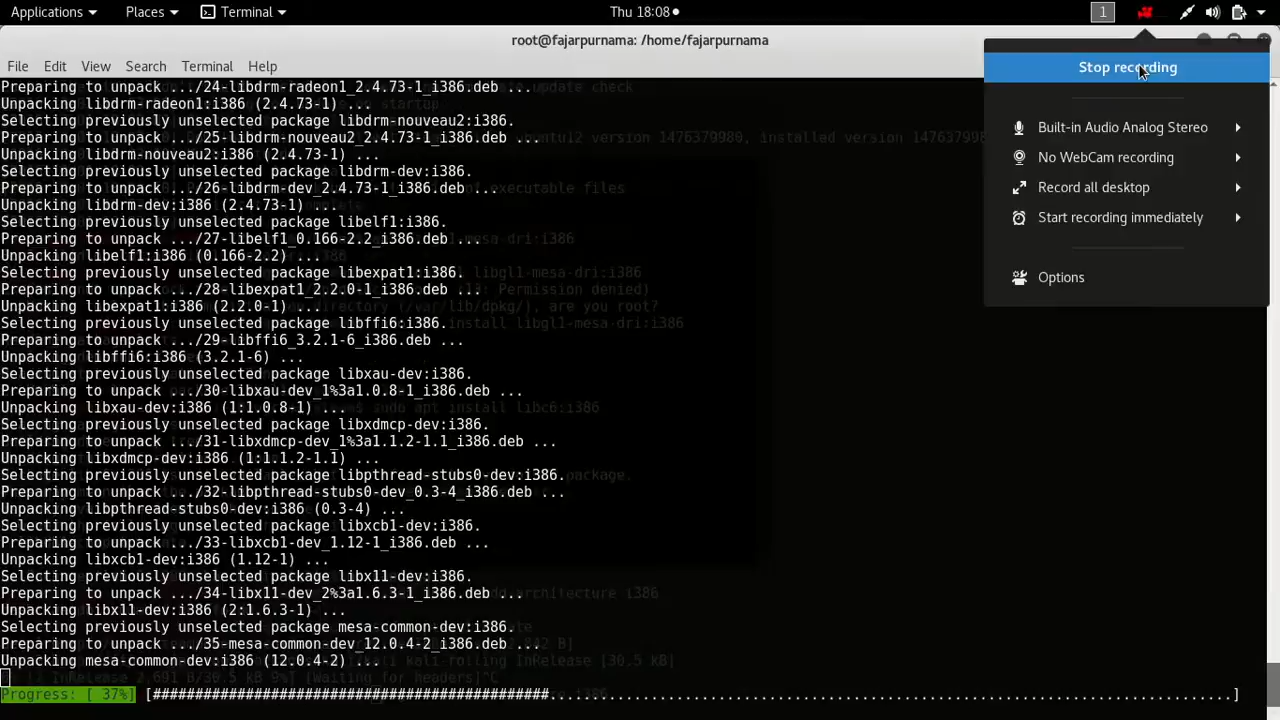 Applications Places Terminal Thu 18:08 1
root@fajarpurnama: /home/fajarpurnama
File Edit View Search Terminal Help
Stop recording
Built-in Audio Analog Stereo
No WebCam recording
Record all desktop
Start recording immediately
Options
Preparing to unpack .../24-libdrm-radeon1_2.4.73-1_i386.deb ...
Unpacking libdrm-radeon1:i386 (2.4.73-1) ...
Selecting previously unselected package libdrm-nouveau2:i386.
Preparing to unpack .../25-libdrm-nouveau2_2.4.73-1_i386.deb ...
Unpacking libdrm-nouveau2:i386 (2.4.73-1) ...
Selecting previously unselected package libdrm-dev:i386.
Preparing to unpack .../26-libdrm-dev_2.4.73-1_i386.deb ...
Unpacking libdrm-dev:i386 (2.4.73-1) ...
Selecting previously unselected package libelf1:i386.
Preparing to unpack .../27-libelf1_0.166-2.2_i386.deb ...
Unpacking libelf1:i386 (0.166-2.2) ...
Selecting previously unselected package libexpat1:i386.
Preparing to unpack .../28-libexpat1_2.2.0-1_i386.deb ...
Unpacking libexpat1:i386 (2.2.0-1) ...
Selecting previously unselected package libffi6:i386.
Preparing to unpack .../29-libffi6_3.2.1-6_i386.deb ...
Unpacking libffi6:i386 (3.2.1-6) ...
Selecting previously unselected package libxau-dev:i386.
Preparing to unpack .../30-libxau-dev_1%3a1.0.8-1_i386.deb ...
Unpacking libxau-dev:i386 (1:1.0.8-1) ...
Selecting previously unselected package libxdmcp-dev:i386.
Preparing to unpack .../31-libxdmcp-dev_1%3a1.1.2-1.1_i386.deb ...
Unpacking libxdmcp-dev:i386 (1:1.1.2-1.1) ...
Selecting previously unselected package libpthread-stubs0-dev:i386.
Preparing to unpack .../32-libpthread-stubs0-dev_0.3-4_i386.deb ...
Unpacking libpthread-stubs0-dev:i386 (0.3-4) ...
Selecting previously unselected package libxcb1-dev:i386.
Preparing to unpack .../33-libxcb1-dev_1.12-1_i386.deb ...
Unpacking libxcb1-dev:i386 (1.12-1) ...
Selecting previously unselected package libx11-dev:i386.
Preparing to unpack .../34-libx11-dev_2%3a1.6.3-1_i386.deb ...
Unpacking libx11-dev:i386 (2:1.6.3-1) ...
Selecting previously unselected package mesa-common-dev:i386.
Preparing to unpack .../35-mesa-common-dev_12.0.4-2_i386.deb ...
Unpacking mesa-common-dev:i386 (12.0.4-2) ...
Progress: [ 37%]